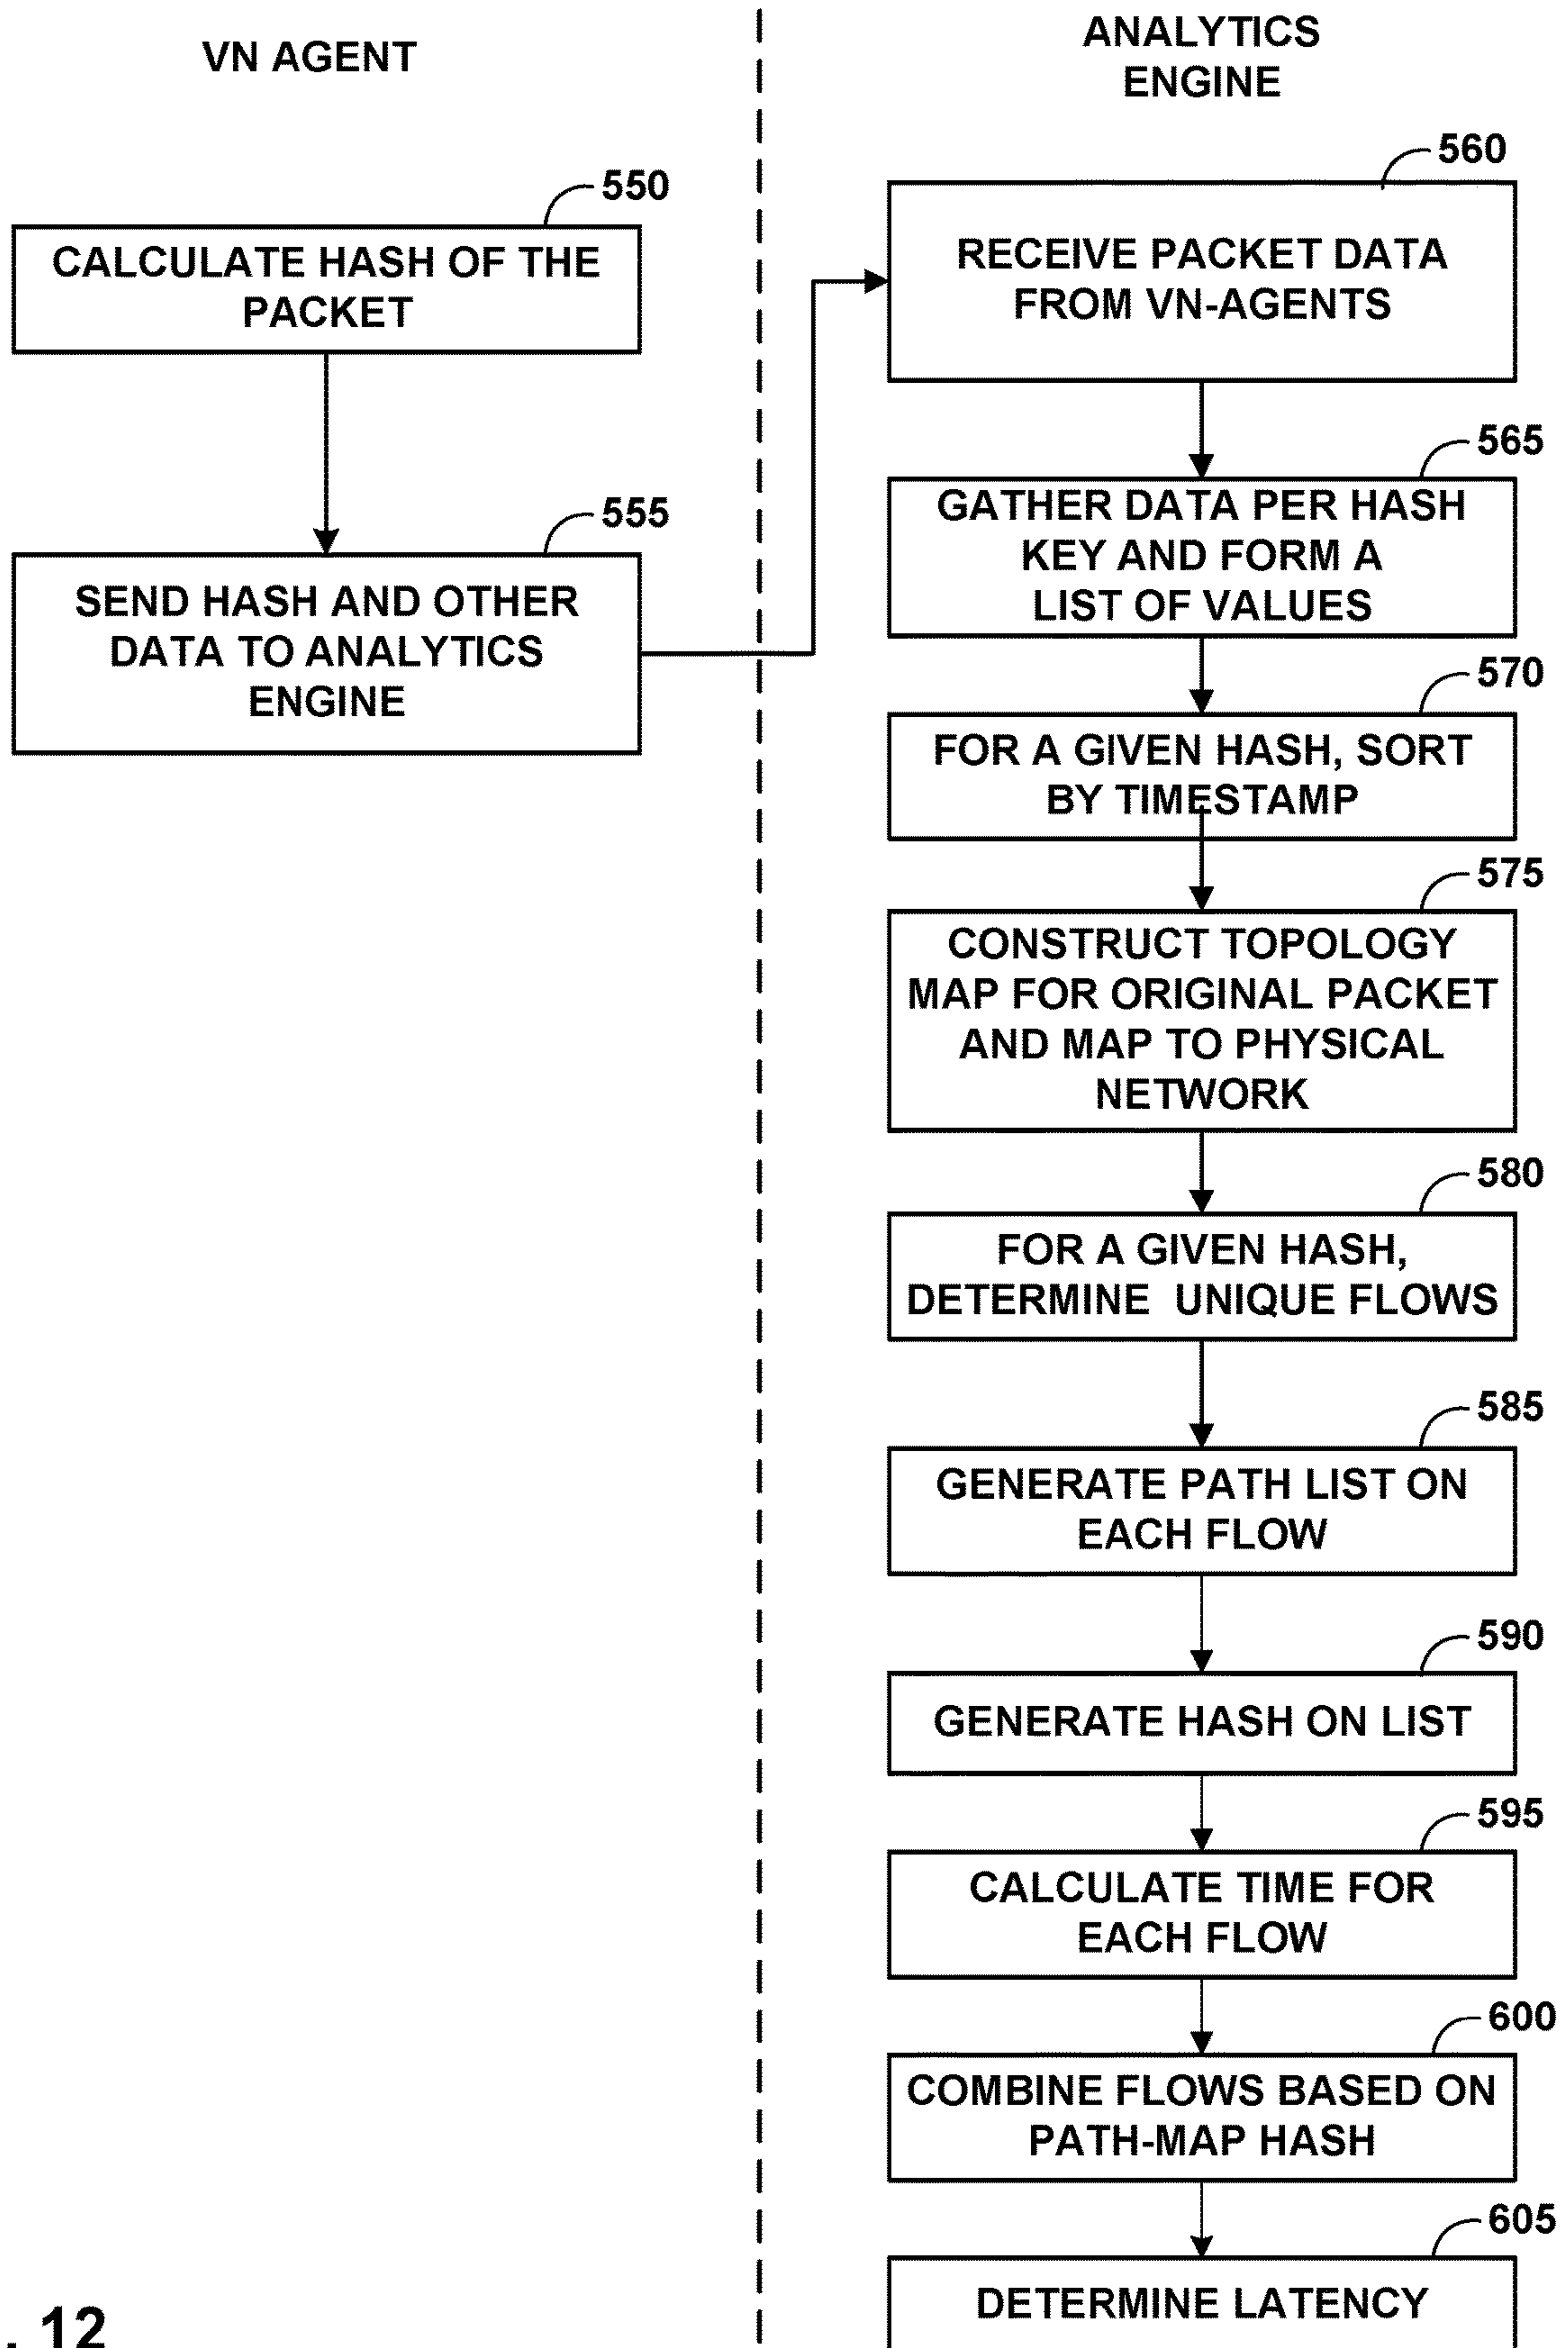 VN AGENT
550
CALCULATE HASH OF THE
PACKET
555
SEND HASH AND OTHER
DATA TO ANALYTICS
ENGINE
ANALYTICS
ENGINE
560
RECEIVE PACKET DATA
FROM VN-AGENTS
565
GATHER DATA PER HASH
KEY AND FORM A
LIST OF VALUES
570
FOR A GIVEN HASH, SORT
BY TIMESTAMP
575
CONSTRUCT TOPOLOGY
MAP FOR ORIGINAL PACKET
AND MAP TO PHYSICAL
NETWORK
580
FOR A GIVEN HASH,
DETERMINE UNIQUE FLOWS
585
GENERATE PATH LIST ON
EACH FLOW
590
GENERATE HASH ON LIST
595
CALCULATE TIME FOR
EACH FLOW
600
COMBINE FLOWS BASED ON
PATH-MAP HASH
605
DETERMINE LATENCY
. 12